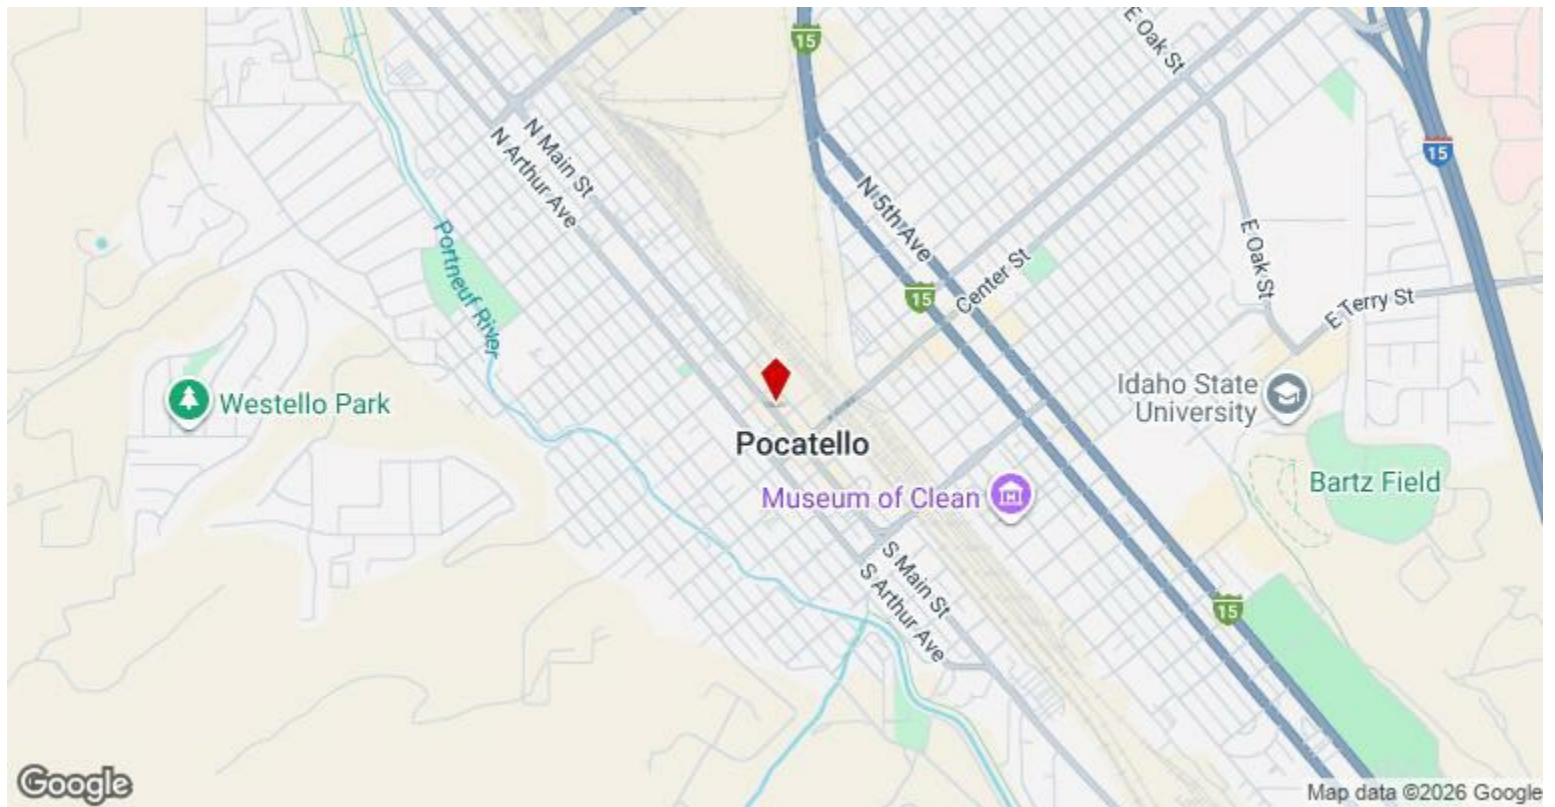 15
E Oak St
N Main St
N Arthur Ave
15
N 5th Ave
Portneuf River
E Oak St
Center St
15
E Terry St
Westello Park
Idaho State
University
Pocatello
Bartz Field
Museum of Clean
S Main St
S Arthur Ave
15
Google
Map data ©2026 Google